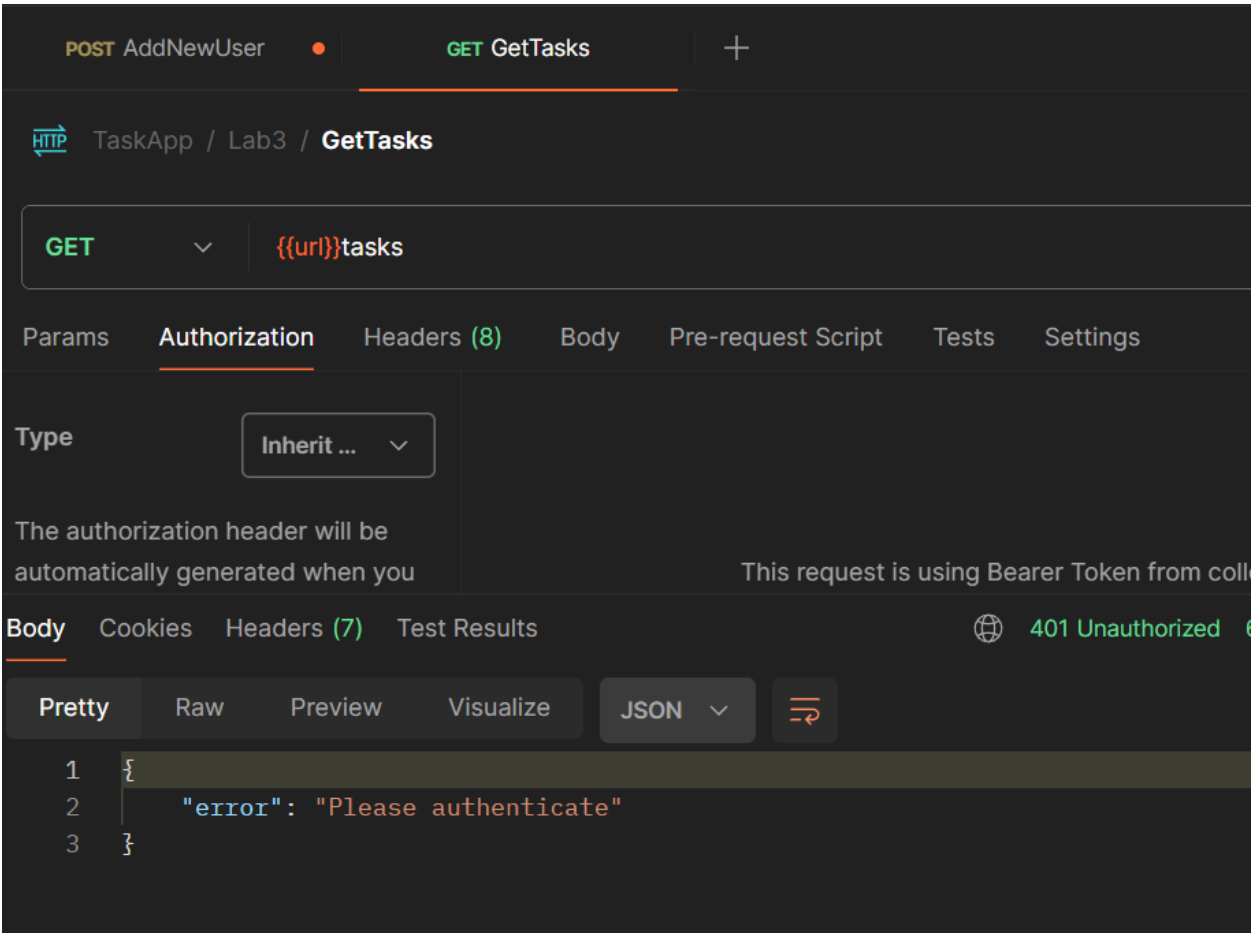 POST AddNewUser
GET GetTasks
HTTP TaskApp / Lab3 / GetTasks
GET {{url}}tasks
Params Authorization Headers (8) Body Pre-request Script Tests Settings
Type Inherit ...
The authorization header will be
automatically generated when you
This request is using Bearer Token from coll
Body Cookies Headers (7) Test Results 401 Unauthorized
Pretty Raw Preview Visualize JSON
1 {
2 "error": "Please authenticate"
3 }